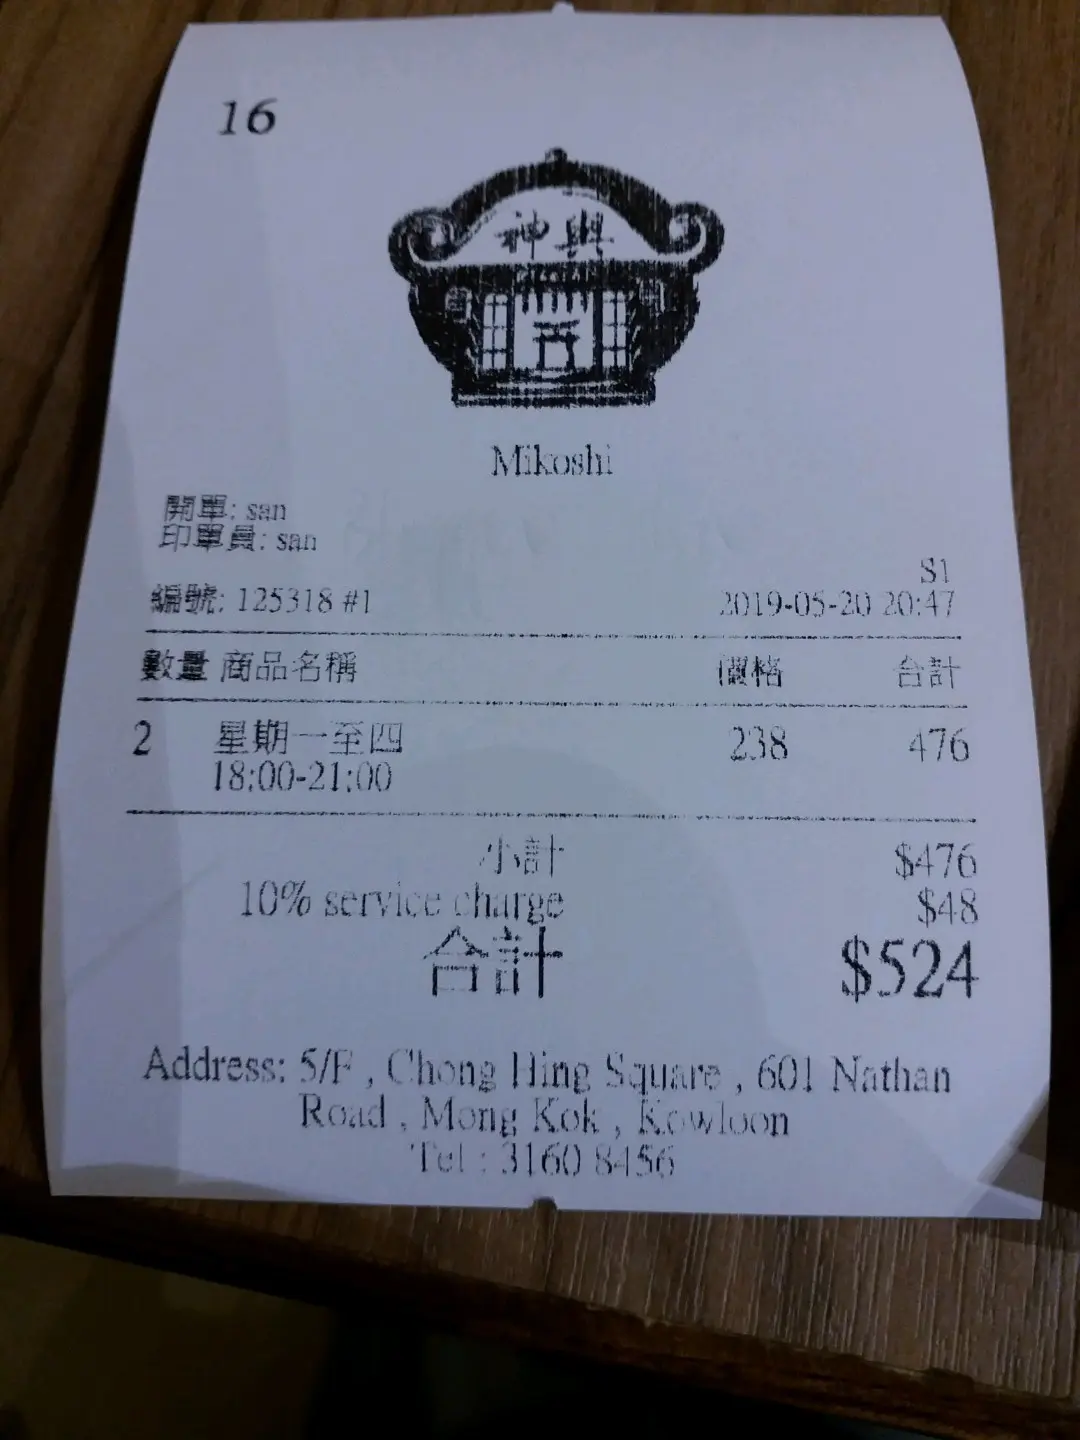 16
神輿
Mikoshi
開單: san
印單員: san
S1
編號: 125318 #1 2019-05-20 20:47
數量 商品名稱 價格 合計
2 星期一至四 238 476
18:00-21:00
小計 $476
10% service charge $48
合計 $524
Address: 5/F , Chong Hing Square , 601 Nathan
Road , Mong Kok , Kowloon
Tel : 3160 8456